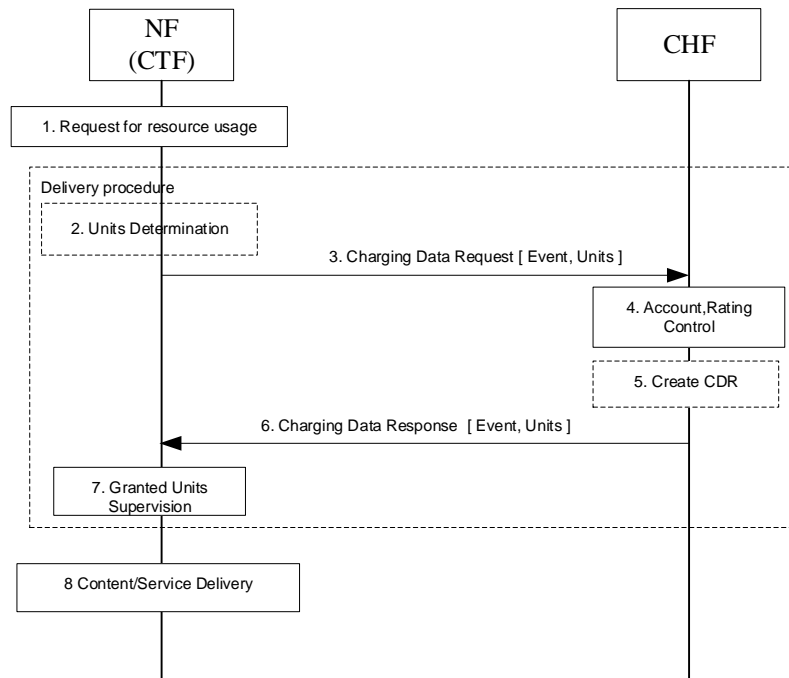 NF
(CTF)
CHF
1. Request for resource usage
Delivery procedure
2. Units Determination
3. Charging Data Request [ Event, Units ]
4. Account,Rating
Control
5. Create CDR
6. Charging Data Response [ Event, Units ]
7. Granted Units
Supervision
8 Content/Service Delivery